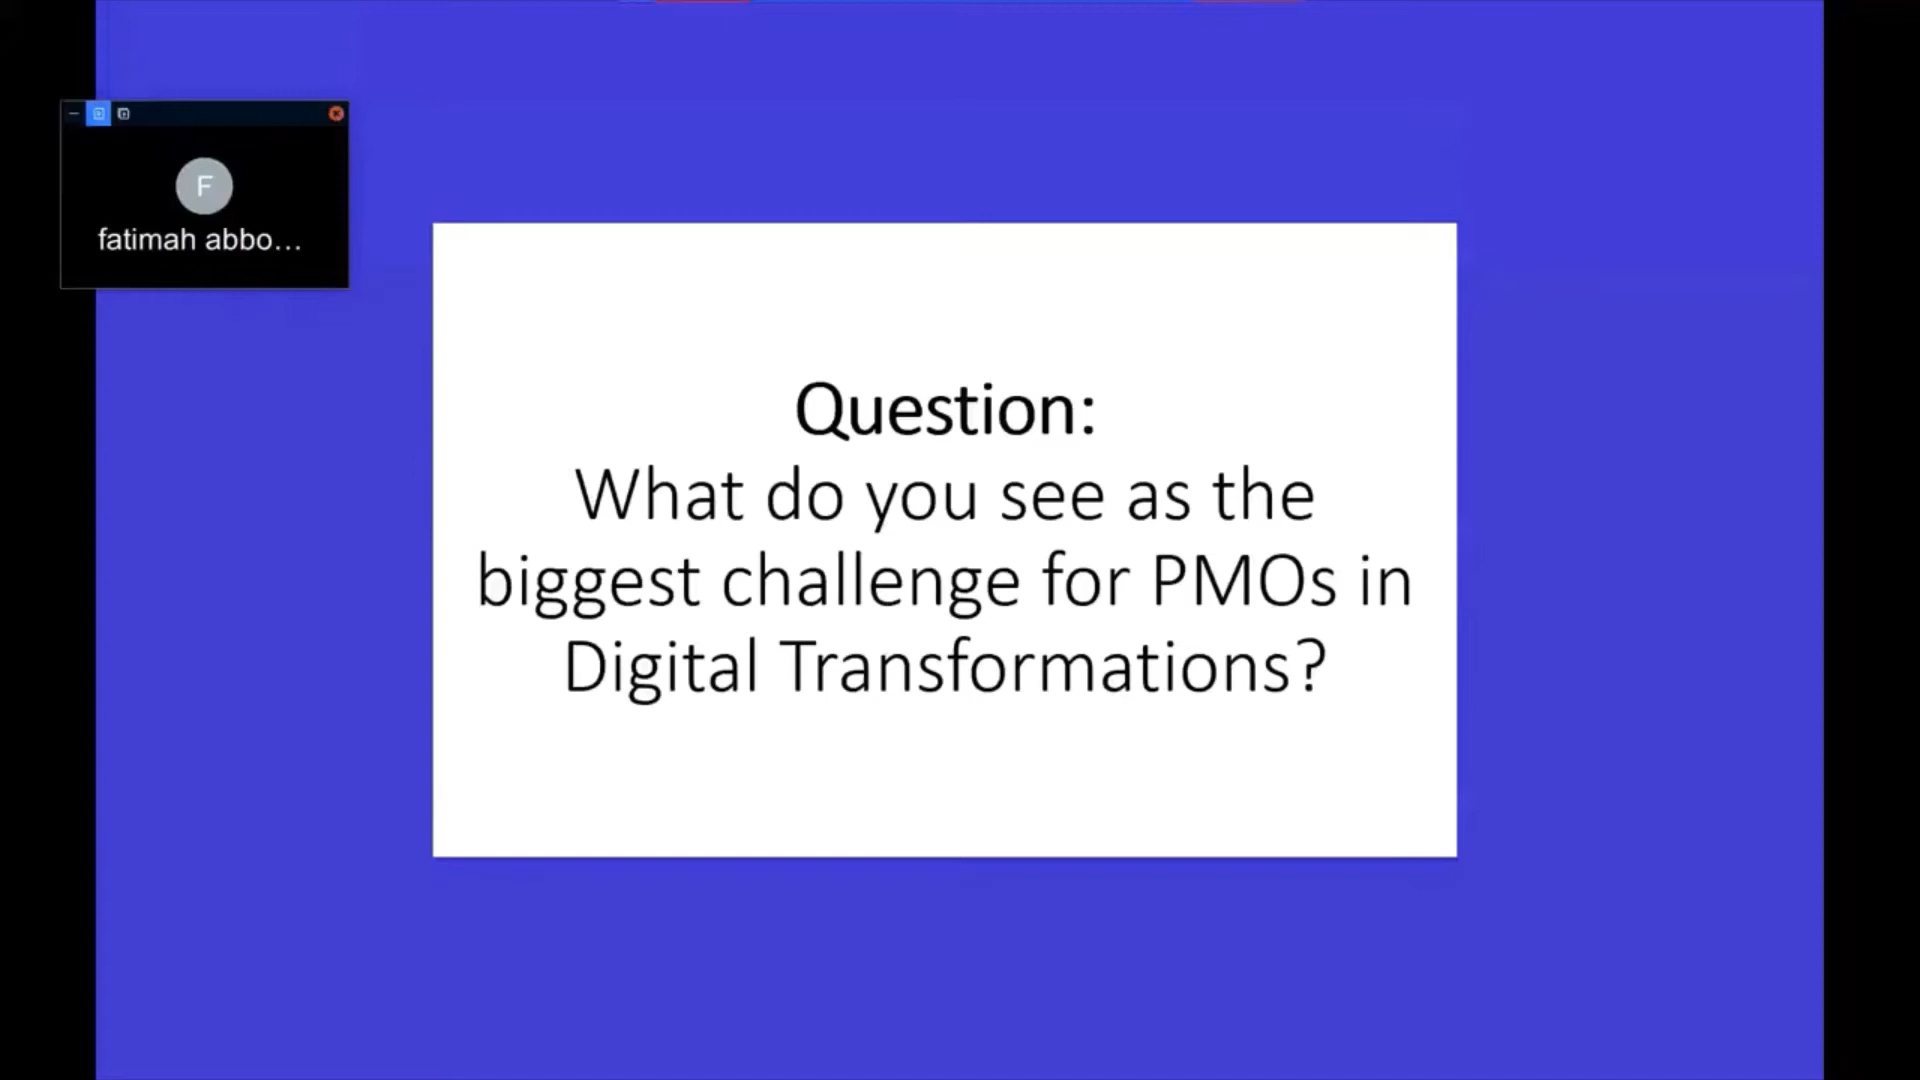 F
fatimah abbo...
Question:
What do you see as the
biggest challenge for PMOs in
Digital Transformations?